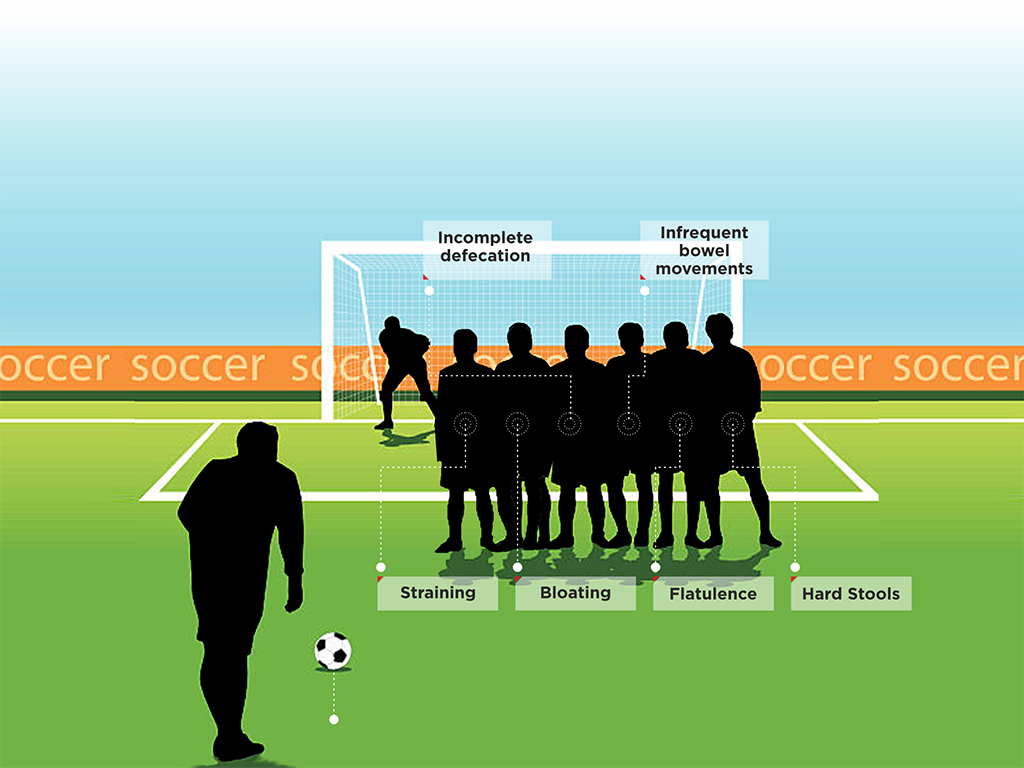 Incomplete
defecation
Infrequent
bowel
movements
soccer soccer soccer soccer soccer
Straining
Bloating
Flatulence
Hard Stools